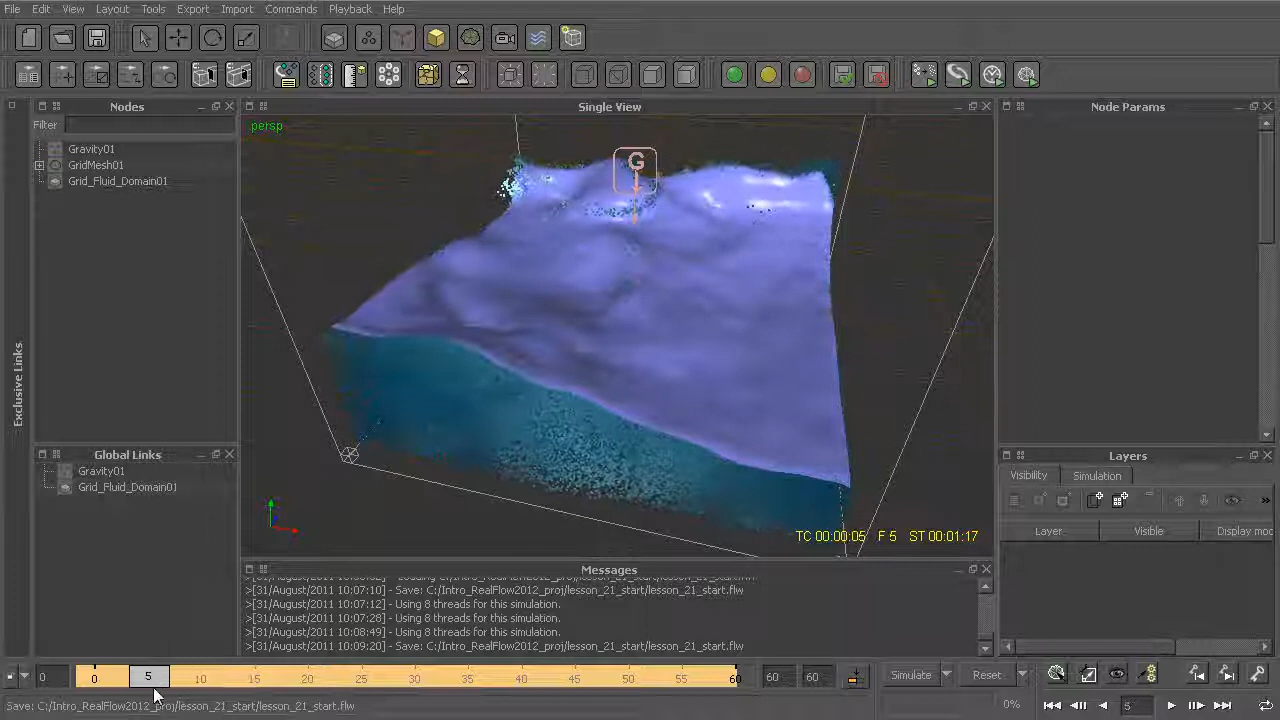 File Edit View Layout Tools Export Import Commands Playback Help
Nodes
Single View
Node Params
Filter
persp
Gravity01
GridMesh01
Grid_Fluid_Domain01
G
Exclusive Links
Global Links
Gravity01
Grid_Fluid_Domain01
Layers
Visibility Simulation
Layer Visible Display mod
TC 00:00:05 F 5 ST 00:01:17
Messages
>[31/August/2011 10:07:10] - Save: C:/Intro_RealFlow2012_proj/lesson_21_start/lesson_21_start.flw
>[31/August/2011 10:07:12] - Using 8 threads for this simulation.
>[31/August/2011 10:07:28] - Using 8 threads for this simulation.
>[31/August/2011 10:08:49] - Using 8 threads for this simulation.
>[31/August/2011 10:09:20] - Save: C:/Intro_RealFlow2012_proj/lesson_21_start/lesson_21_start.flw
0 0 5 10 15 20 25 30 35 40 45 50 55 60 60 60 Simulate Reset
Save: C:/Intro_RealFlow2012_proj/lesson_21_start/lesson_21_start.flw 0% 5